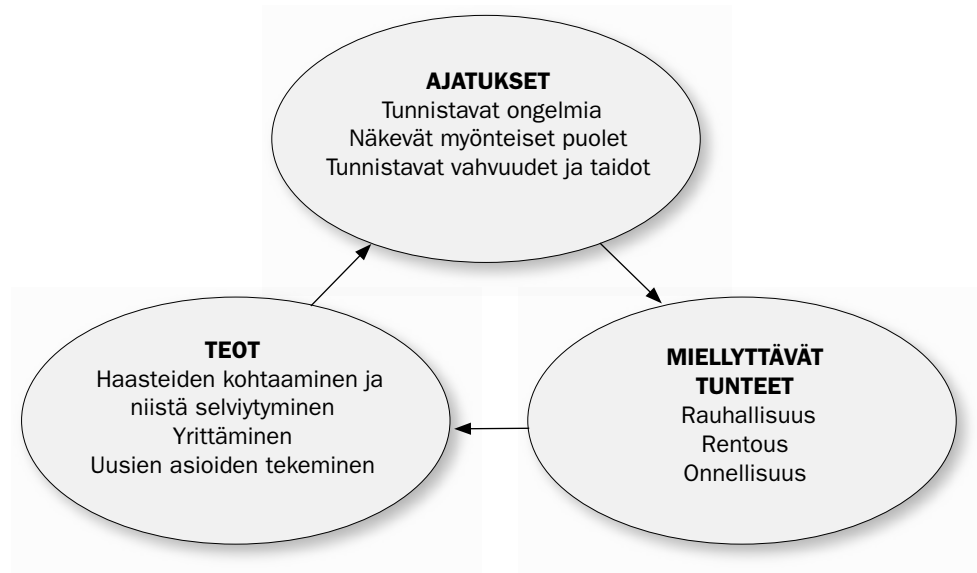 AJATUKSET
Tunnistavat ongelmia
Näkevät myönteiset puolet
Tunnistavat vahvuudet ja taidot
TEOT
Haasteiden kohtaaminen ja
niistä selviytyminen
Yrittäminen
Uusien asioiden tekeminen
MIELLYTTÄVÄT
TUNTEET
Rauhallisuus
Rentous
Onnellisuus